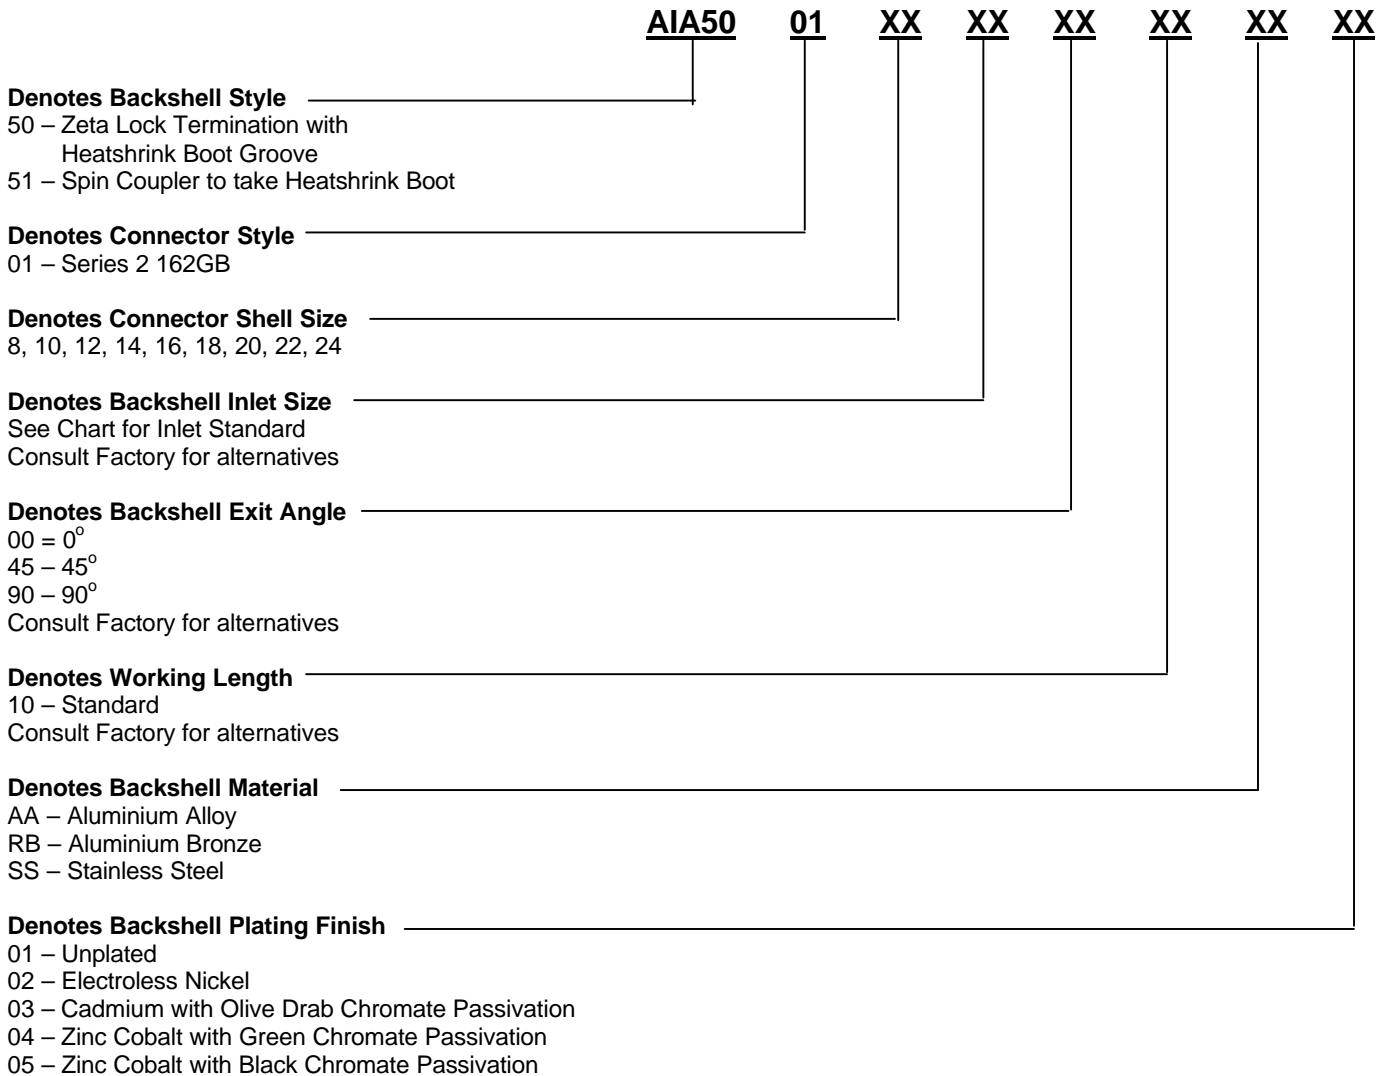 AIA50 01 XX XX XX XX XX XX
Denotes Backshell Style
50 – Zeta Lock Termination with
Heatshrink Boot Groove
51 – Spin Coupler to take Heatshrink Boot
Denotes Connector Style
01 – Series 2 162GB
Denotes Connector Shell Size
8, 10, 12, 14, 16, 18, 20, 22, 24
Denotes Backshell Inlet Size
See Chart for Inlet Standard
Consult Factory for alternatives
Denotes Backshell Exit Angle
00 = 0°
45 – 45°
90 – 90°
Consult Factory for alternatives
Denotes Working Length
10 – Standard
Consult Factory for alternatives
Denotes Backshell Material
AA – Aluminium Alloy
RB – Aluminium Bronze
SS – Stainless Steel
Denotes Backshell Plating Finish
01 – Unplated
02 – Electroless Nickel
03 – Cadmium with Olive Drab Chromate Passivation
04 – Zinc Cobalt with Green Chromate Passivation
05 – Zinc Cobalt with Black Chromate Passivation